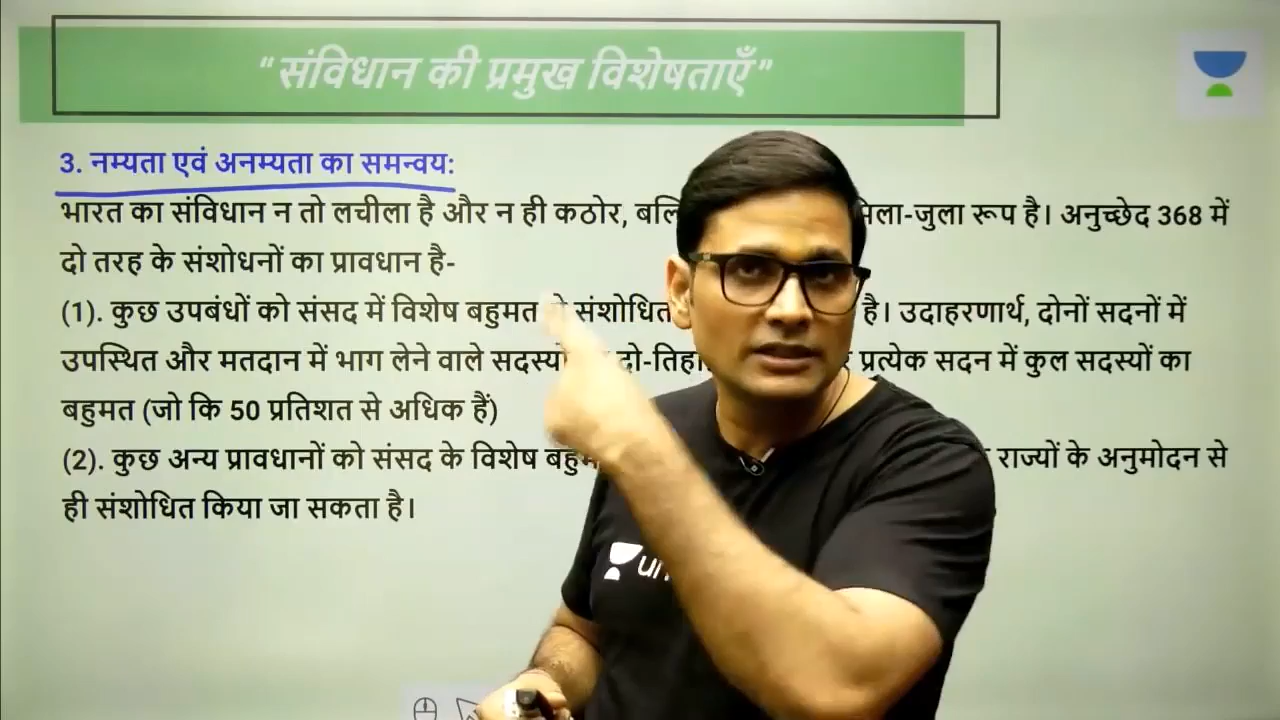 “संविधान की प्रमुख विशेषताएँ”
3. नम्यता एवं अनम्यता का समन्वय:
भारत का संविधान न तो लचीला है और न ही कठोर, मिला-जुला रूप है। अनुच्छेद 368 में
दो तरह के संशोधनों का प्रावधान है-
(1). कुछ उपबंधों को संसद में विशेष बहुमत संशोधित है। उदाहरणार्थ, दोनों सदनों में
उपस्थित और मतदान में भाग लेने वाले सदस्यों प्रत्येक सदन में कुल सदस्यों का
बहुमत (जो कि 50 प्रतिशत से अधिक हैं)
(2). कुछ अन्य प्रावधानों को संसद के विशेष राज्यों के अनुमोदन से
ही संशोधित किया जा सकता है।